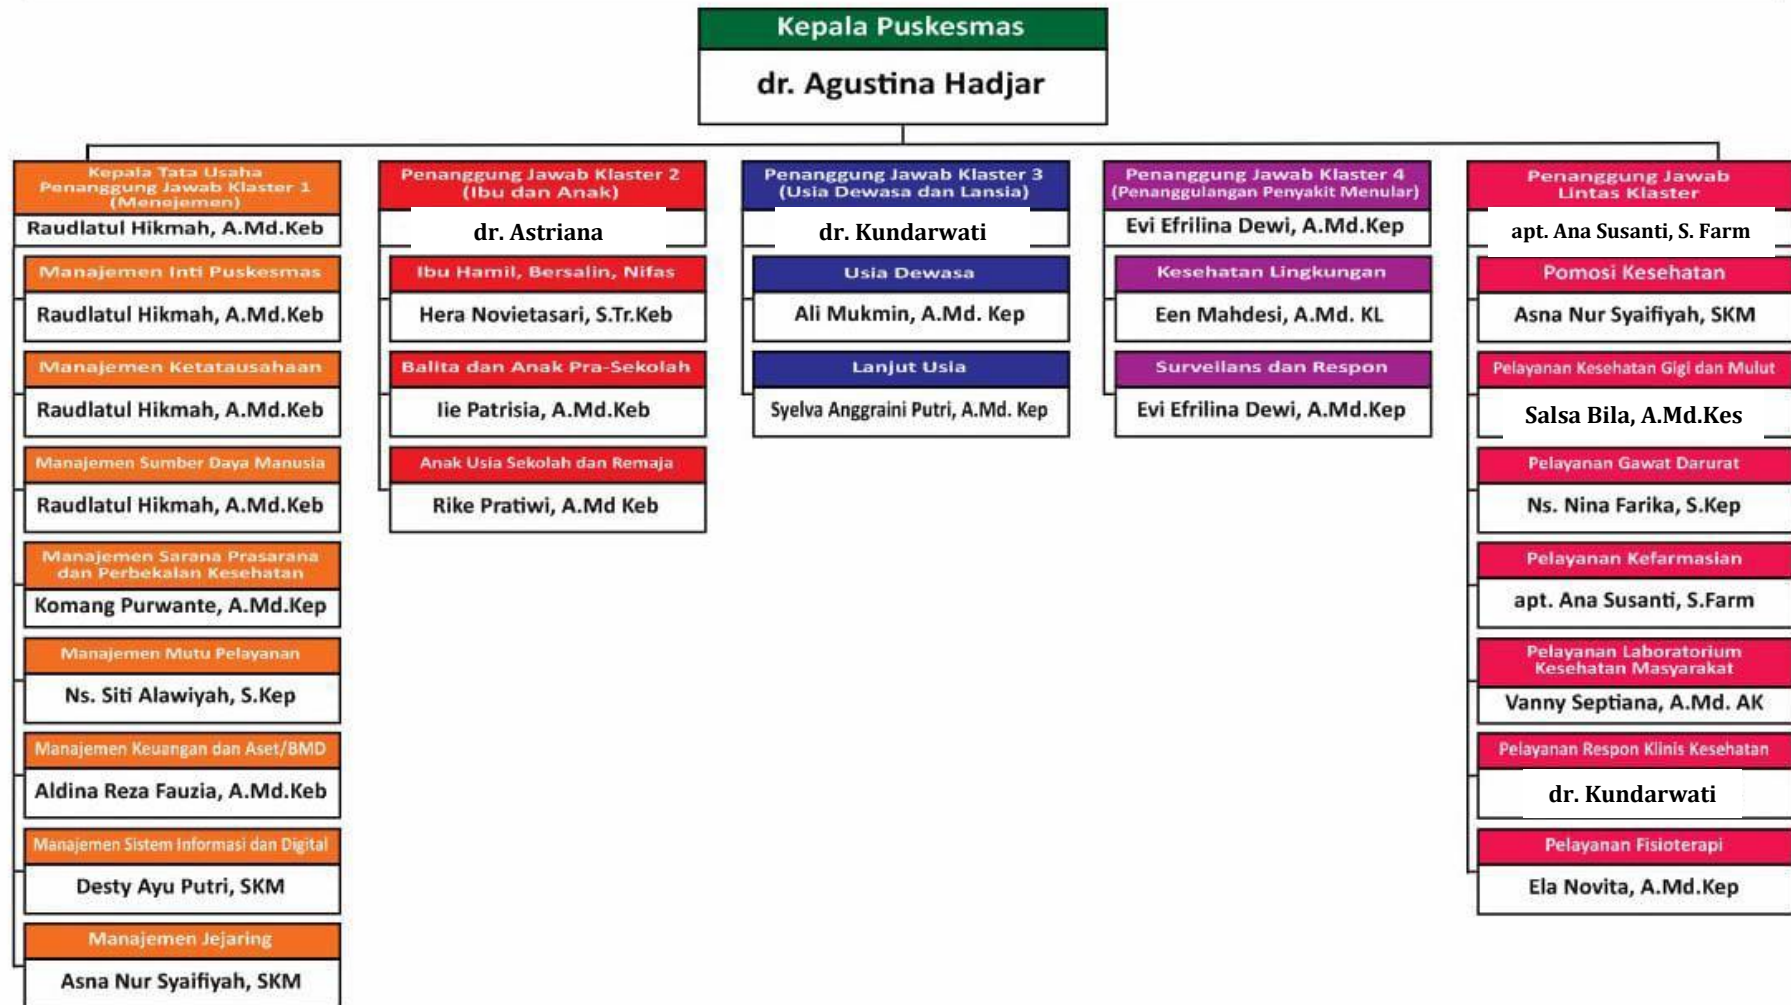 Kepala Puskesmas
dr. Agustina Hadjar
Kepala Tata Usaha
Penanggung Jawab Klaster 1
(Menojemen)
Raudlatul Hikmah, A.Md.Keb
Manajemen Inti Puskesmas
Raudlatul Hikmah, A.Md.Keb
Manajemen Ketatausahaan
Raudlatul Hikmah, A.Md.Keb
Manajemen Sumber Daya Manusia
Raudlatul Hikmah, A.Md.Keb
Manajemen Sarana Prasarana
dan Perbekalan Kesehatan
Komang Purwante, A.Md.Kep
Manajemen Mutu Pelayanan
Ns. Siti Alawiyah, S.Kep
Manajemen Keuangan dan Aset/BMD
Aldina Reza Fauzia, A.Md.Keb
Manajemen Sistem Informasi dan Digital
Desty Ayu Putri, SKM
Manajemen Jejaring
Asna Nur Syaifiyah, SKM
Penanggung Jawab Klaster 2
(Ibu dan Anak)
dr. Astriana
Ibu Hamil, Bersalin, Nifas
Hera Novietasari, S.Tr.Keb
Balita dan Anak Pra-Sekolah
Iie Patrisia, A.Md.Keb
Anak Usia Sekolah dan Remaja
Rike Pratiwi, A.Md Keb
Penanggung Jawab Klaster 3
(Usia Dewasa dan Lansia)
dr. Kundarwati
Usia Dewasa
Ali Mukmin, A.Md. Kep
Lanjut Usia
Syelva Anggraini Putri, A.Md. Kep
Penanggung Jawab Klaster 4
(Penanggulangan Penyakit Menular)
Evi Efrilina Dewi, A.Md.Kep
Kesehatan Lingkungan
Een Mahdesi, A.Md. KL
Surveilans dan Respon
Evi Efrilina Dewi, A.Md.Kep
Penanggung Jawab
Lintas Klaster
apt. Ana Susanti, S. Farm
Pomosi Kesehatan
Asna Nur Syaifiyah, SKM
Pelayanan Kesehatan Gigi dan Mulut
Salsa Bila, A.Md.Kes
Pelayanan Gawat Darurat
Ns. Nina Farika, S.Kep
Pelayanan Kefarmasian
apt. Ana Susanti, S.Farm
Pelayanan Laboratorium
Kesehatan Masyarakat
Vanny Septiana, A.Md. AK
Pelayanan Respon Klinis Kesehatan
dr. Kundarwati
Pelayanan Fisioterapi
Ela Novita, A.Md.Kep